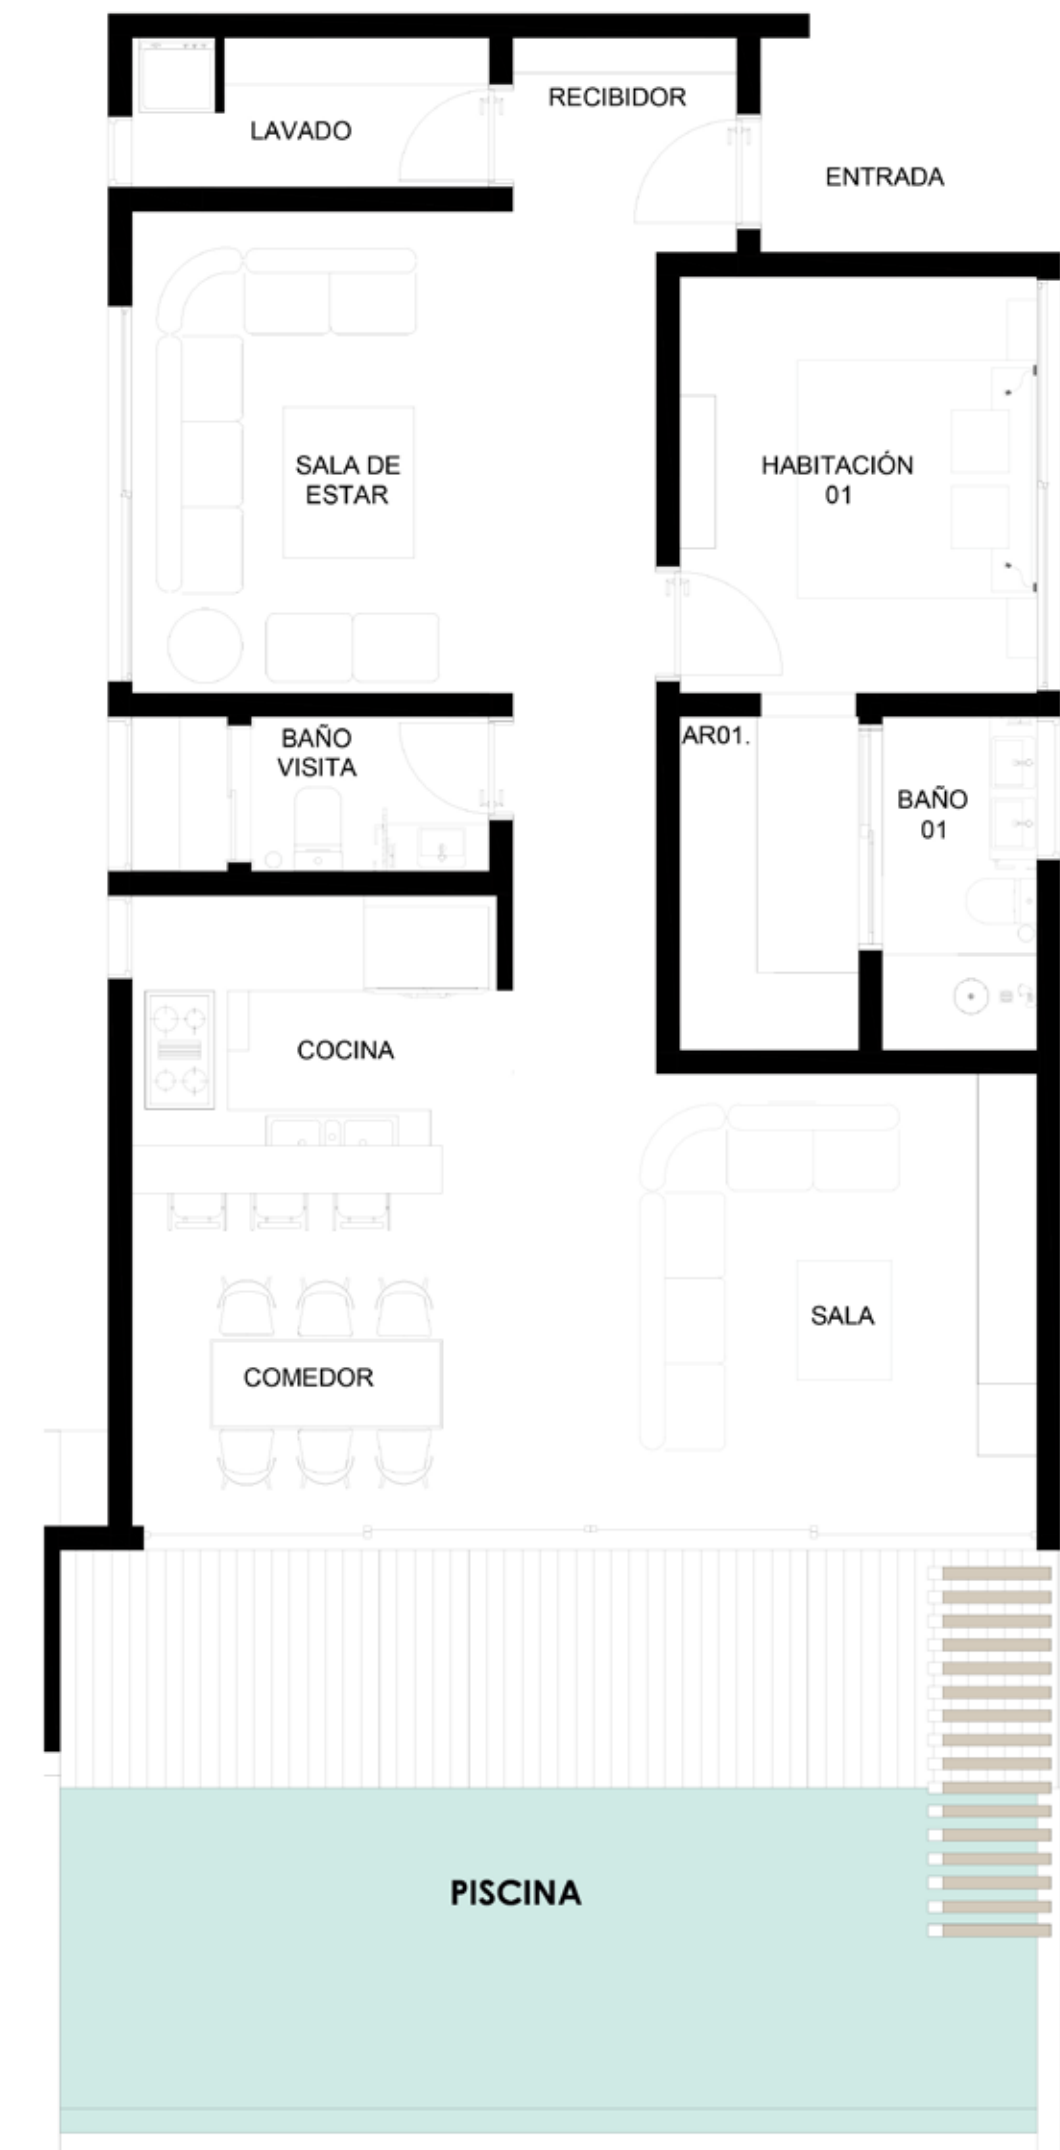 RECIBIDOR
LAVADO
ENTRADA
SALA DE
ESTAR
HABITACIÓN
01
BAÑO
VISITA
AR01.
BAÑO
01
COCINA
SALA
COMEDOR
PISCINA